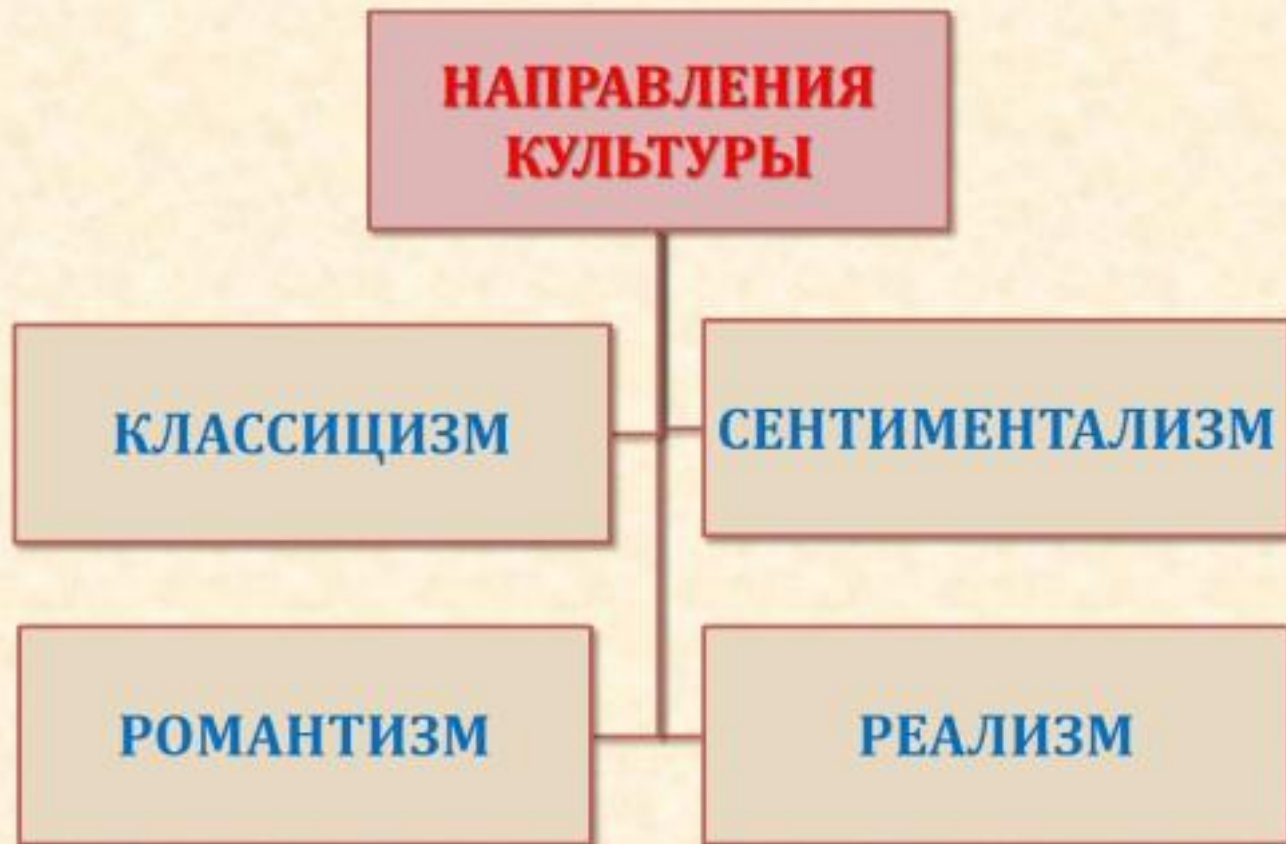 НАПРАВЛЕНИЯ
КУЛЬТУРЫ
КЛАССИЦИЗМ
СЕНТИМЕНТАЛИЗМ
РОМАНТИЗМ
РЕАЛИЗМ